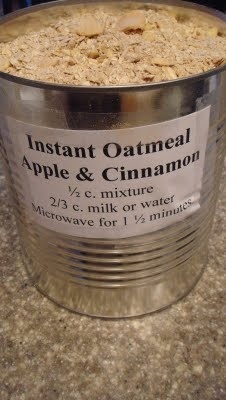 Instant Oatmeal
Apple & Cinnamon
½ c. mixture
2/3 c. milk or water
Microwave for 1 ½ minutes